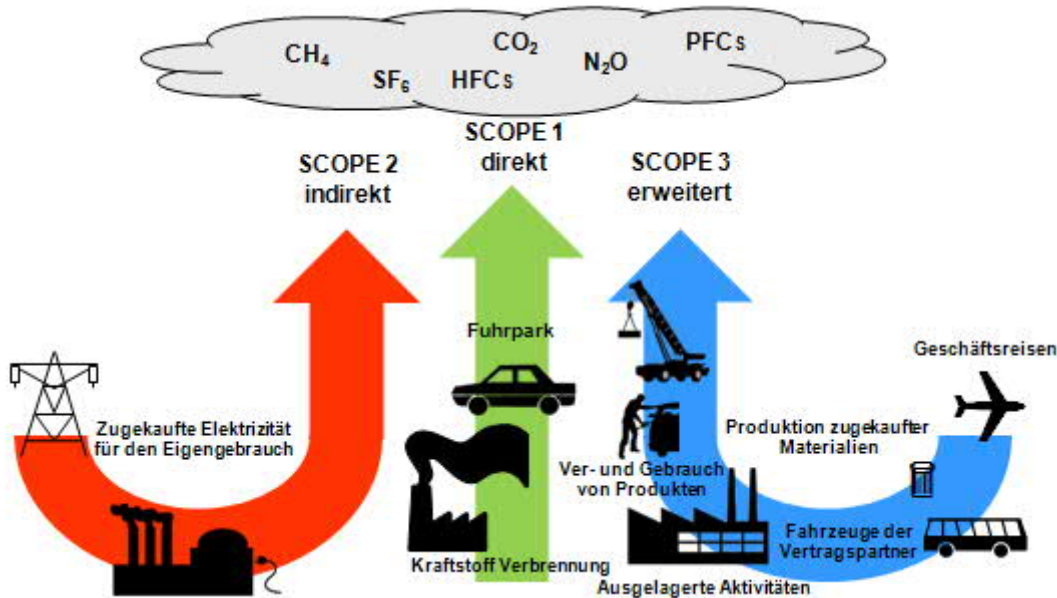 CH₄
CO₂
PFCs
SF₆
HFCs
N₂O
SCOPE 2
indirekt
SCOPE 1
direkt
SCOPE 3
erweitert
Zugekaufte Elektrizität
für den Eigengebrauch
Fuhrpark
Kraftstoff Verbrennung
Ver- und Gebrauch
von Produkten
Ausgelagerte Aktivitäten
Produktion zugekaufter
Materialien
Geschäftsreisen
Fahrzeuge der
Vertragspartner